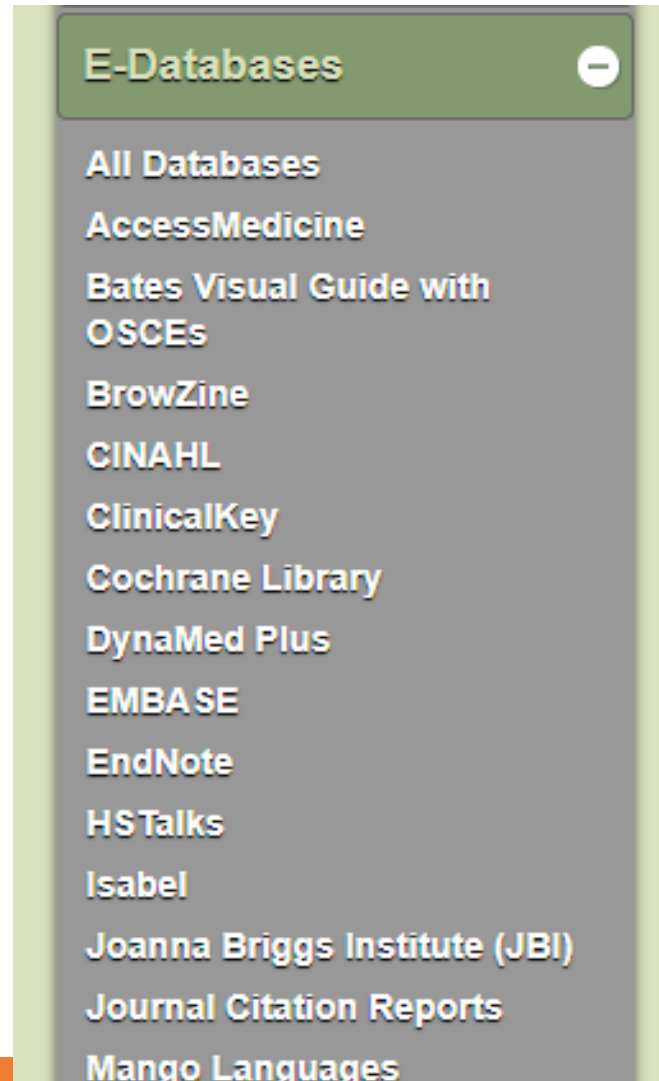 E-Databases
All Databases
AccessMedicine
Bates Visual Guide with
OSCEs
BrowZine
CINAHL
ClinicalKey
Cochrane Library
DynaMed Plus
EMBASE
EndNote
HSTalks
Isabel
Joanna Briggs Institute (JBI)
Journal Citation Reports
Mango Languages